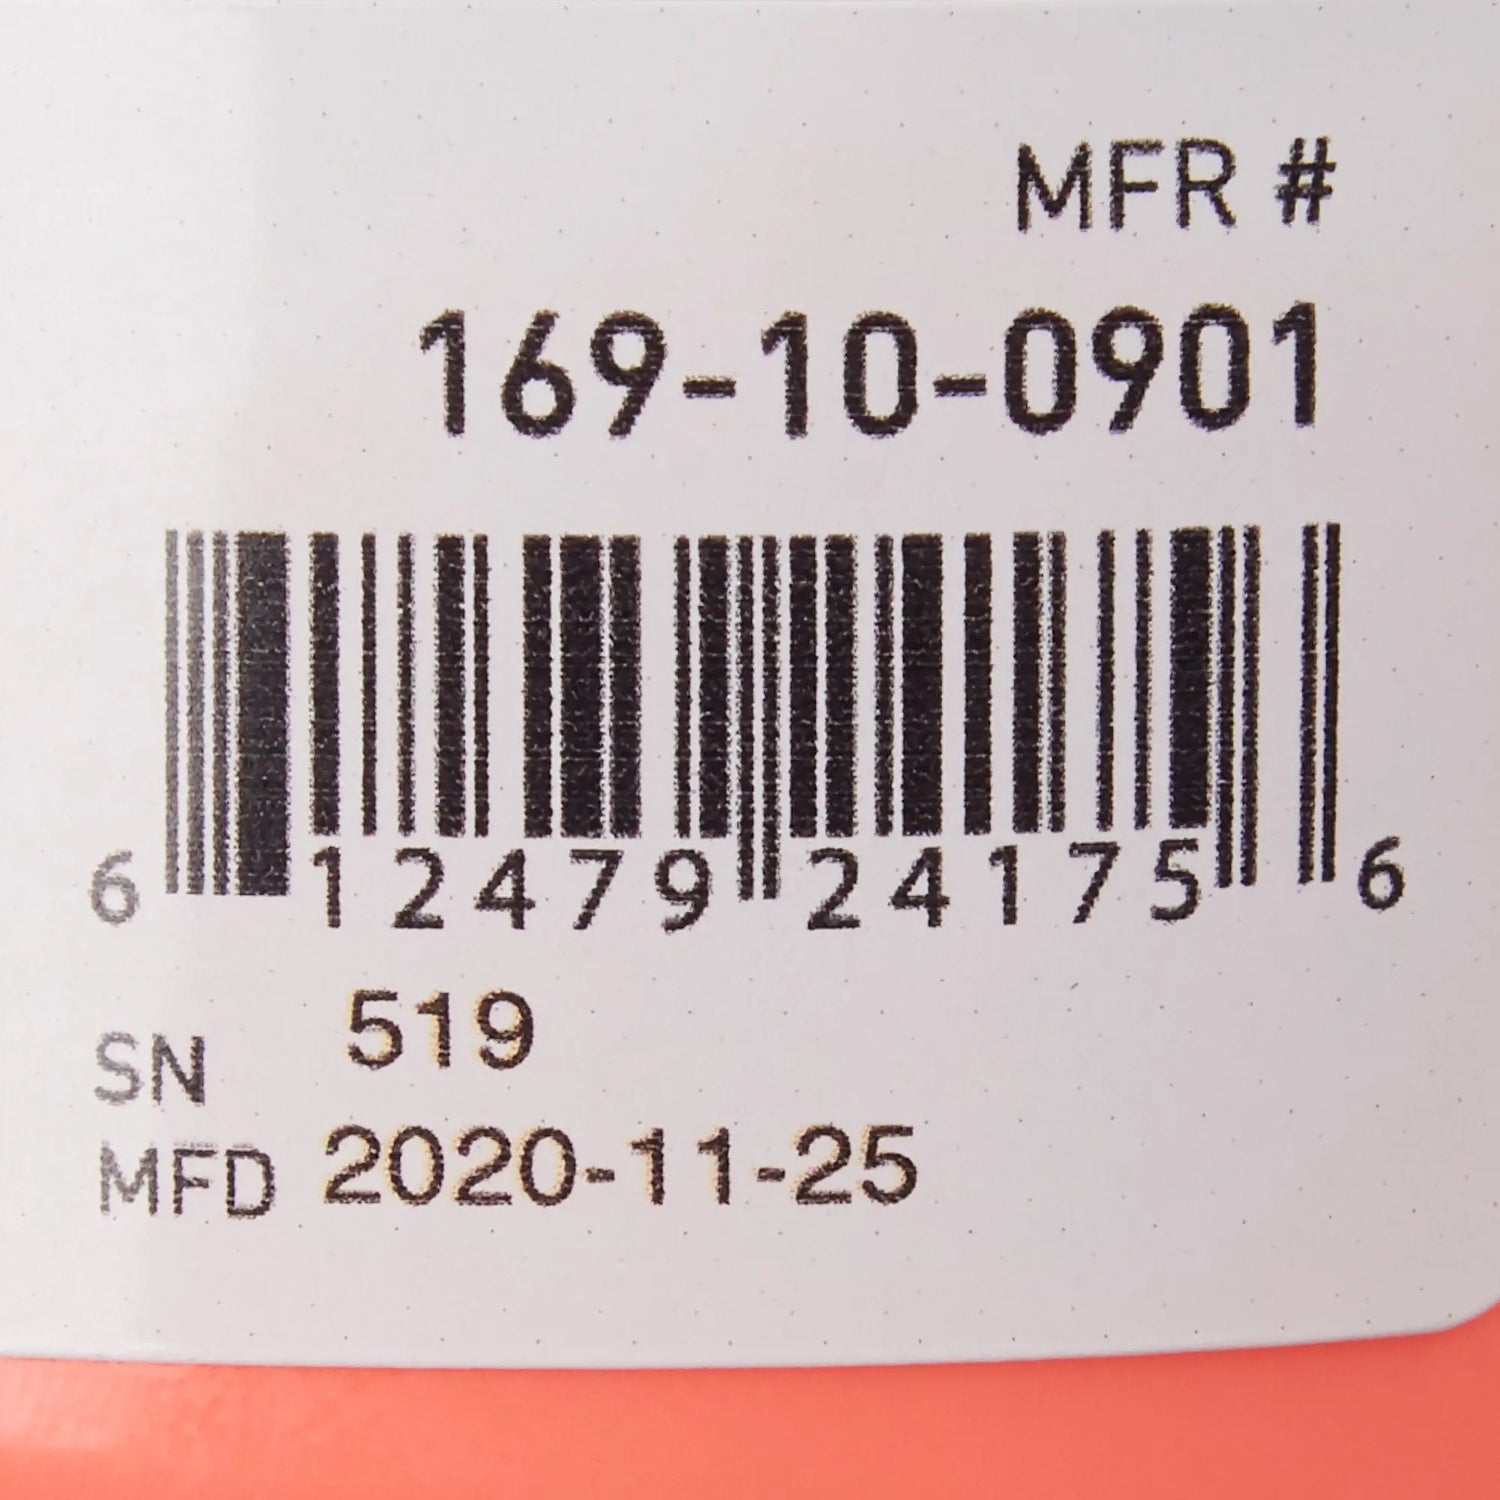 MFR #
169-10-0901
6 12479 24175 6
SN 519
MFD 2020-11-25